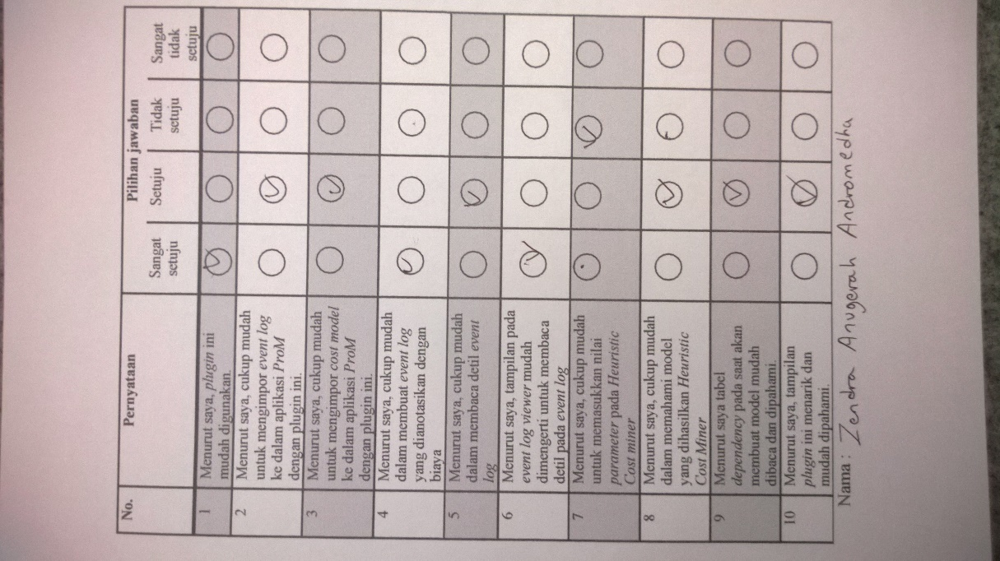 No. Pernyataan Pilihan jawaban
Sangat setuju Setuju Tidak setuju Sangat tidak setuju
1 Menurut saya, plugin ini
mudah digunakan.
2 Menurut saya, cukup mudah
untuk mengimpor event log
ke dalam aplikasi ProM
dengan plugin ini.
3 Menurut saya, cukup mudah
untuk mengimpor cost model
ke dalam aplikasi ProM
dengan plugin ini.
4 Menurut saya, cukup mudah
dalam membuat event log
yang dianotasikan dengan
biaya
5 Menurut saya, cukup mudah
dalam membaca detil event
log
6 Menurut saya, tampilan pada
event log viewer mudah
dimengerti untuk membaca
detil pada event log
7 Menurut saya, cukup mudah
untuk memasukkan nilai
parameter pada Heuristic
Cost miner
8 Menurut saya, cukup mudah
dalam memahami model
yang dihasilkan Heuristic
Cost Miner
9 Menurut saya tabel
dependency pada saat akan
membuat model mudah
dibaca dan dipahami.
10 Menurut saya, tampilan
plugin ini menarik dan
mudah dipahami.
Nama : Zendra Anugerah Andromedha